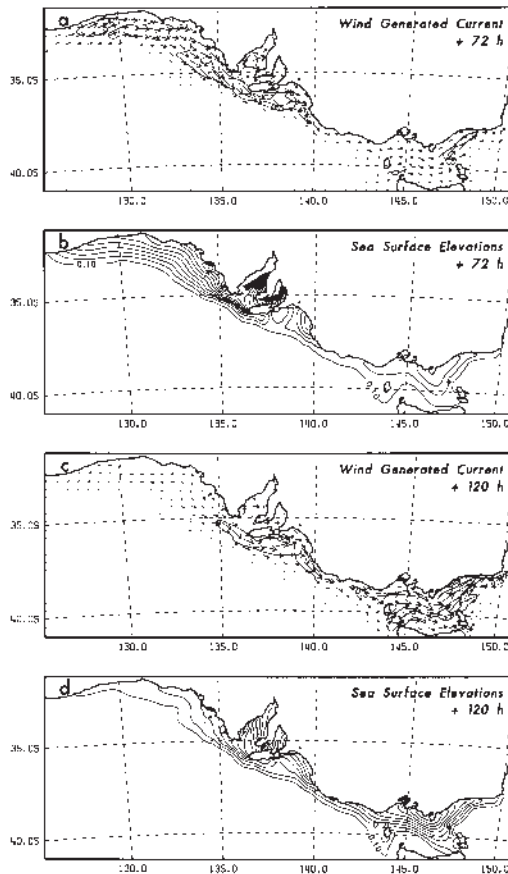 a
Wind Generated Current
+ 72 h
35.0S
40.0S
130.0
135.0
140.0
145.0
150.0
b
Sea Surface Elevations
+ 72 h
0.10
35.0S
40.0S
130.0
135.0
140.0
145.0
150.0
c
Wind Generated Current
+ 120 h
35.0S
40.0S
130.0
135.0
140.0
145.0
150.0
d
Sea Surface Elevations
+ 120 h
35.0S
40.0S
0.10
130.0
135.0
140.0
145.0
150.0